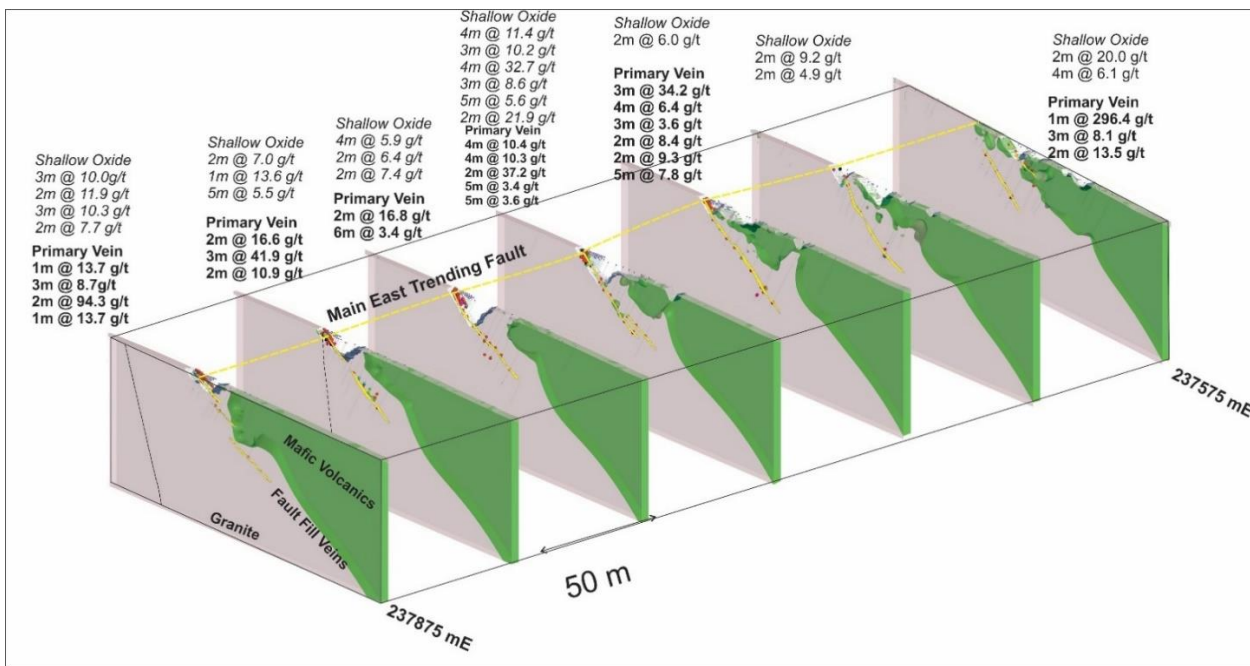 Shallow Oxide
3m @ 10.0g/t
2m @ 11.9 g/t
3m @ 10.3 g/t
2m @ 7.7 g/t
Primary Vein
1m @ 13.7 g/t
3m @ 8.7g/t
2m @ 94.3 g/t
1m @ 13.7 g/t
Shallow Oxide
2m @ 7.0 g/t
1m @ 13.6 g/t
5m @ 5.5 g/t
Primary Vein
2m @ 16.6 g/t
3m @ 41.9 g/t
2m @ 10.9 g/t
Shallow Oxide
4m @ 5.9 g/t
2m @ 6.4 g/t
2m @ 7.4 g/t
Primary Vein
2m @ 16.8 g/t
6m @ 3.4 g/t
Shallow Oxide
4m @ 11.4 g/t
3m @ 10.2 g/t
4m @ 32.7 g/t
3m @ 8.6 g/t
5m @ 5.6 g/t
2m @ 21.9 g/t
Primary Vein
4m @ 10.4 g/t
4m @ 10.3 g/t
2m @ 37.2 g/t
5m @ 3.4 g/t
5m @ 3.6 g/t
Shallow Oxide
2m @ 6.0 g/t
Primary Vein
3m @ 34.2 g/t
4m @ 6.4 g/t
3m @ 3.6 g/t
2m @ 8.4 g/t
2m @ 9.3 g/t
5m @ 7.8 g/t
Shallow Oxide
2m @ 9.2 g/t
2m @ 4.9 g/t
Shallow Oxide
2m @ 20.0 g/t
4m @ 6.1 g/t
Primary Vein
1m @ 296.4 g/t
3m @ 8.1 g/t
2m @ 13.5 g/t
Main East Trending Fault
Mafic Volcanics
Fault Fill Veins
Granite
50 m
237875 mE
237575 mE